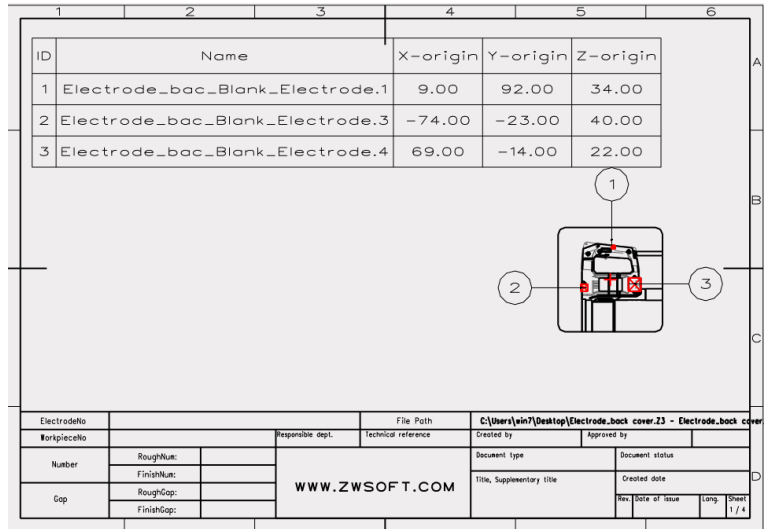 1 2 3 4 5 6
ID Name X-origin Y-origin Z-origin
A
1 Electrode_bac_Blank_Electrode.1 9.00 92.00 34.00
2 Electrode_bac_Blank_Electrode.3 -74.00 -23.00 40.00
3 Electrode_bac_Blank_Electrode.4 69.00 -14.00 22.00
1
B
2 3
C
ElectrodeNo File Path C:\Users\win7\Desktop\Electrode_back cover.Z3 - Electrode_back cover.
WorkpieceNo Responsible dept. Technical reference Created by Approved by
Number RoughNum: Document type Document status
FinishNum:
WWW.ZWSOFT.COM Title, Supplementary title Created date D
Gap RoughGap:
Rev. Date of issue Lang. Sheet
FinishGap: 1 / 4